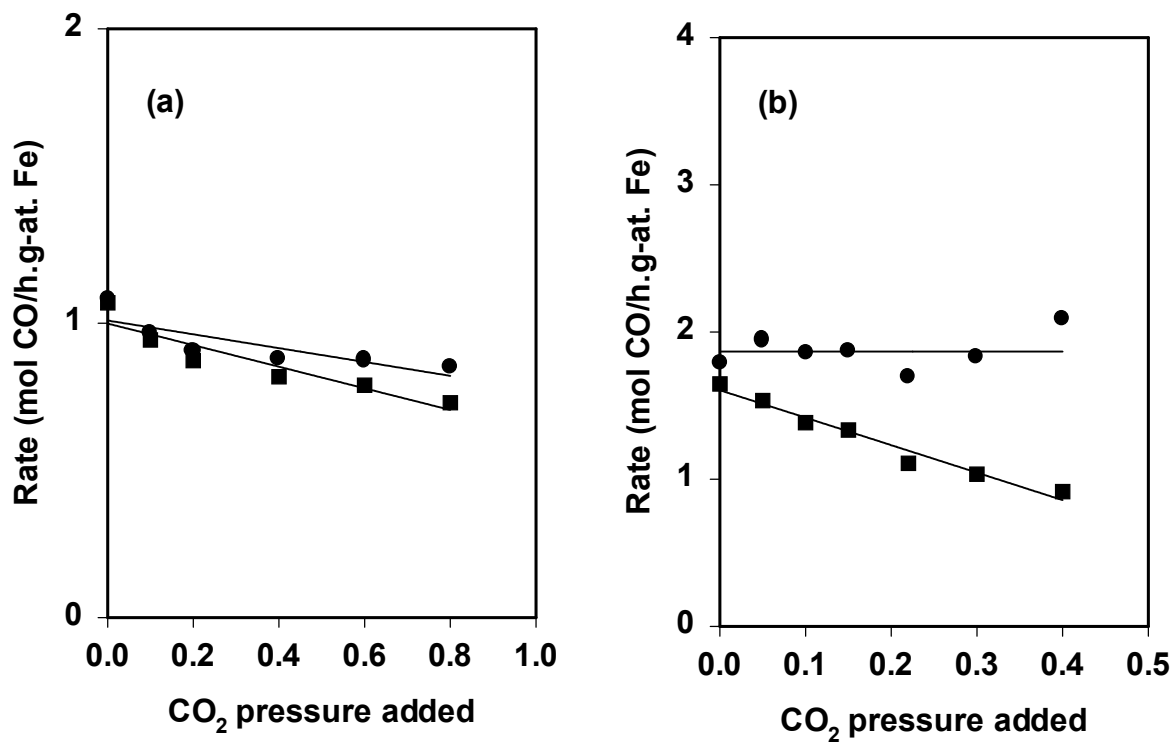 (a)
Rate (mol CO/h.g-at. Fe)
2
1
0
0.0 0.2 0.4 0.6 0.8 1.0
CO₂ pressure added
(b)
Rate (mol CO/h.g-at. Fe)
4
3
2
1
0
0.0 0.1 0.2 0.3 0.4 0.5
CO₂ pressure added